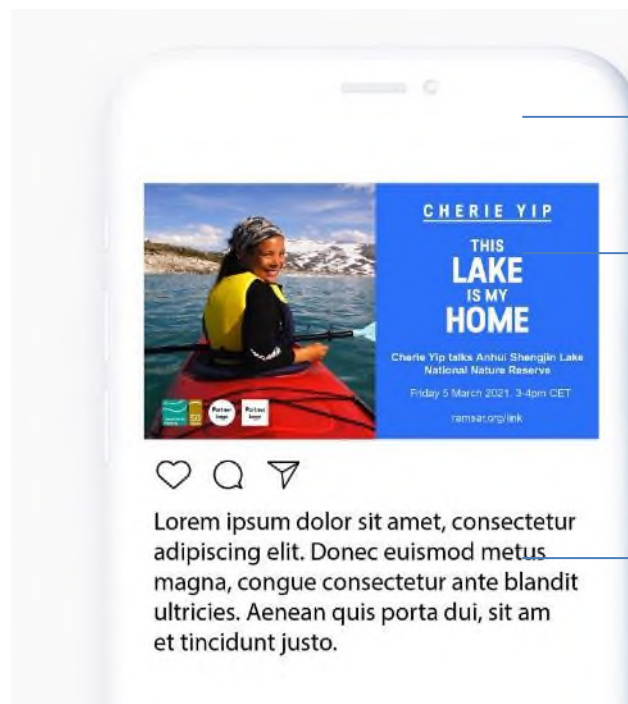 CHERIE YIP
THIS
LAKE
IS MY
HOME
Cherie Yip talks Anhui Shengjin Lake
National Nature Reserve
Friday 5 March 2021, 3-4pm CET
ramsar.org/link
Partner
logo
Partner
logo
Lorem ipsum dolor sit amet, consectetur
adipiscing elit. Donec euismod metus
magna, congue consectetur ante blandit
ultricies. Aenean quis porta dui, sit am
et tincidunt justo.